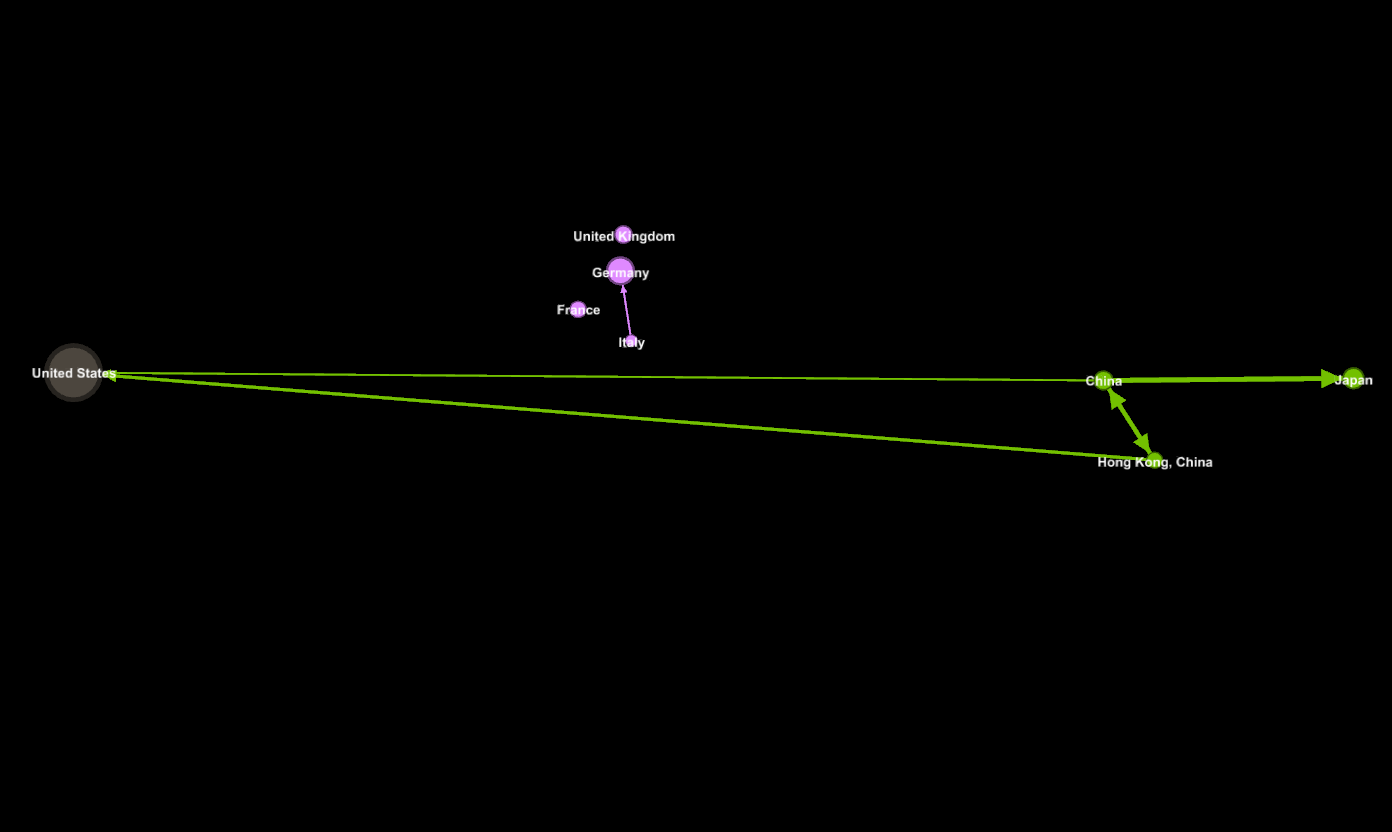 United Kingdom
Germany
France
Italy
United States
China
Japan
Hong Kong, China